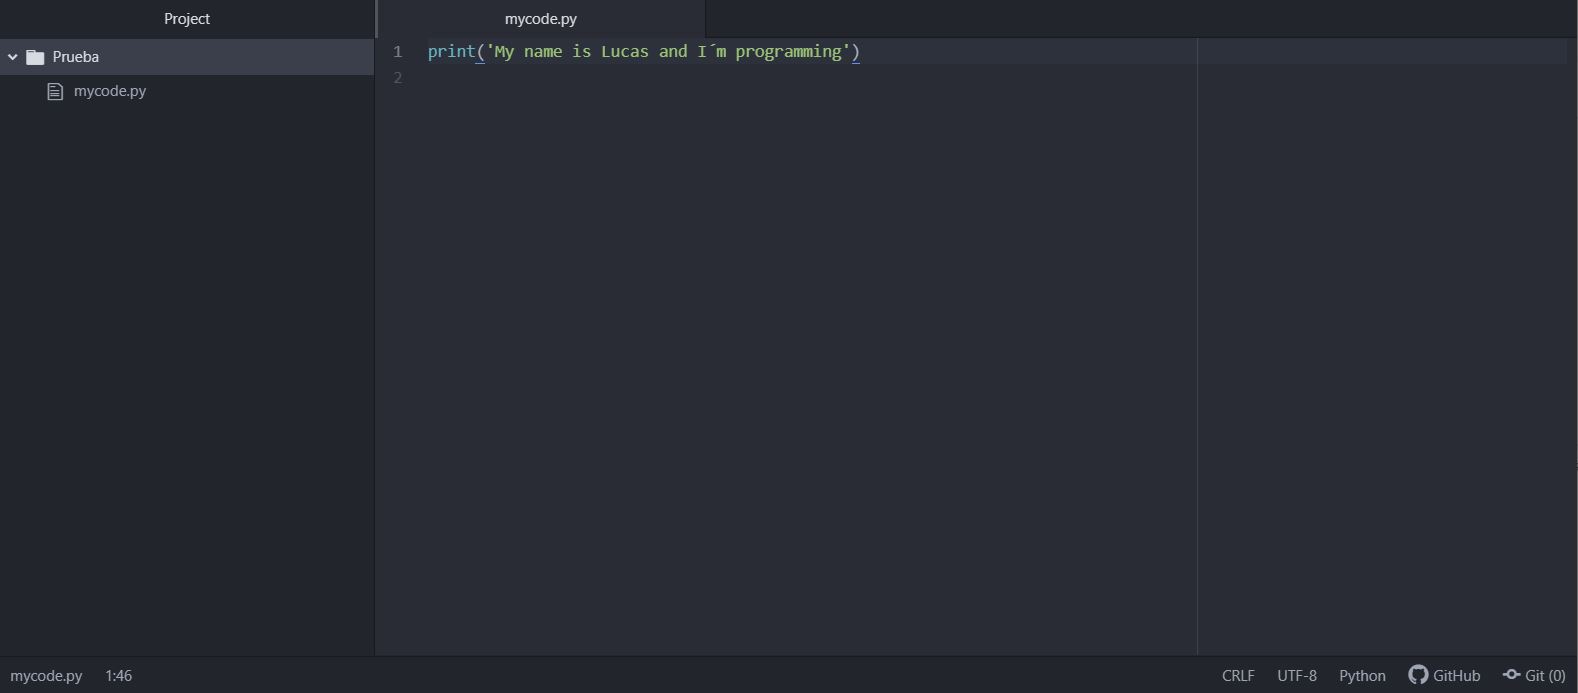 Project
mycode.py
Prueba
mycode.py
1 print('My name is Lucas and I´m programming')
2
mycode.py 1:46 CRLF UTF-8 Python GitHub Git (0)